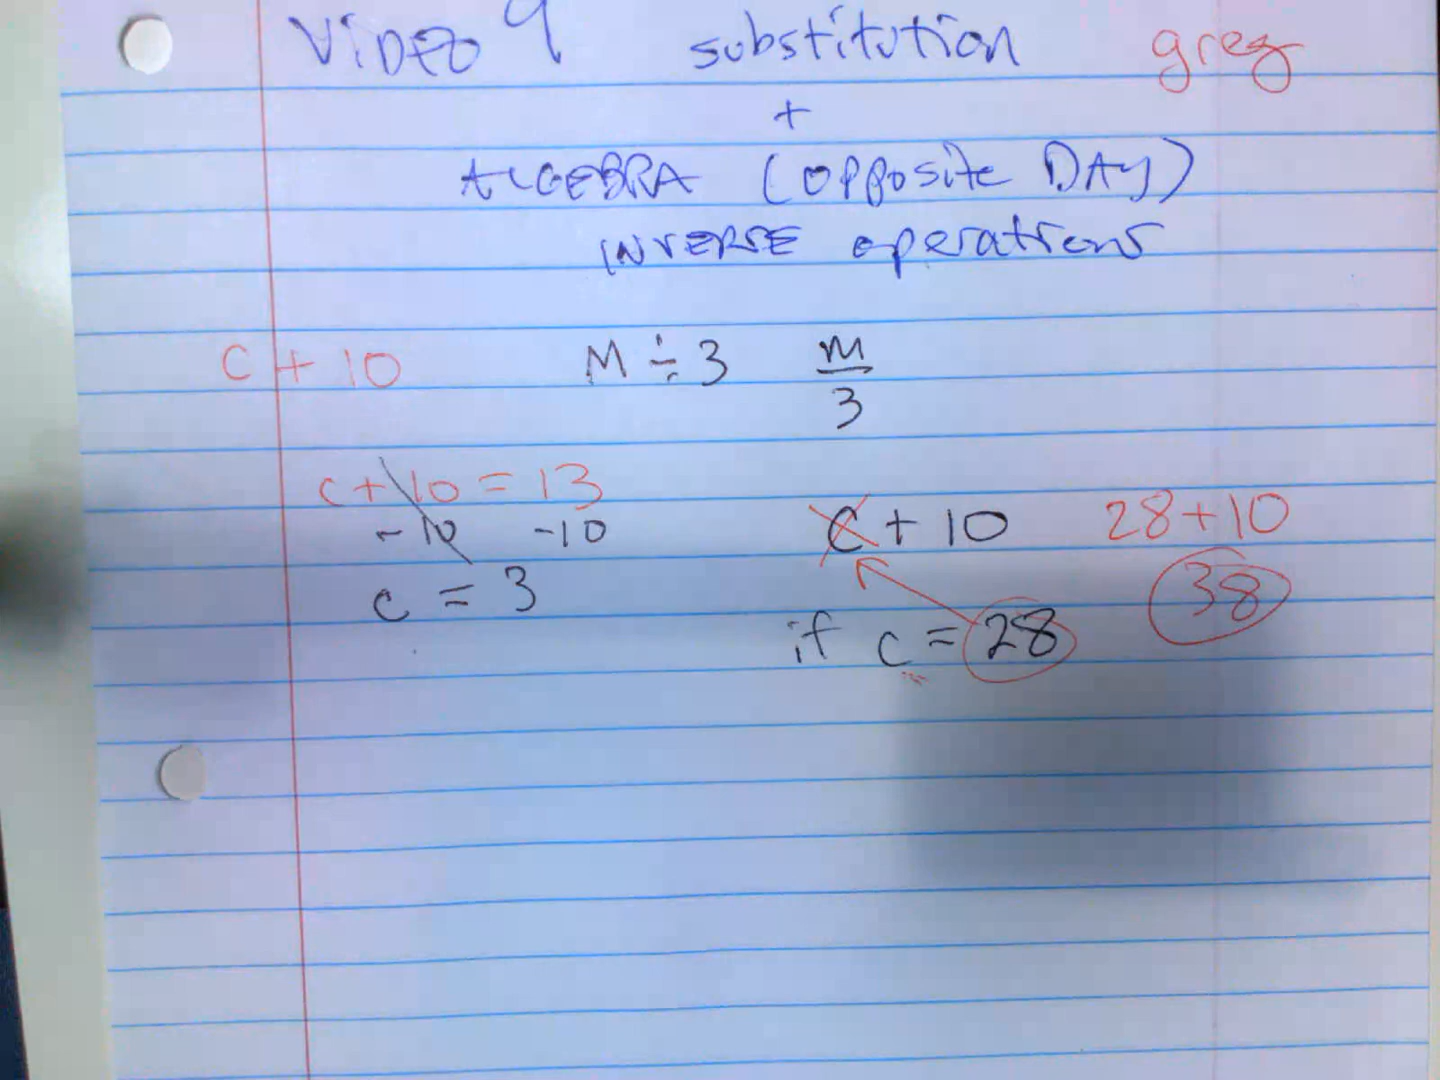 VIDEO 9 substitution greg
+
ALGEBRA (OPPosite DAy)
INVERSE operations
C + 10 M ÷ 3 m/3
c + 10 = 13
- 10 -10
c = 3
C + 10 28 + 10
38
if c = 28